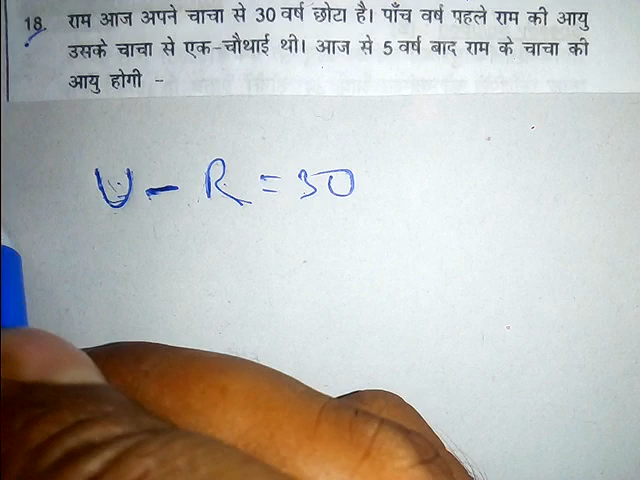 18. राम आज अपने चाचा से 30 वर्ष छोटा है। पाँच वर्ष पहले राम की आयु
उसके चाचा से एक-चौथाई थी। आज से 5 वर्ष बाद राम के चाचा की
आयु होगी -
U - R = 30